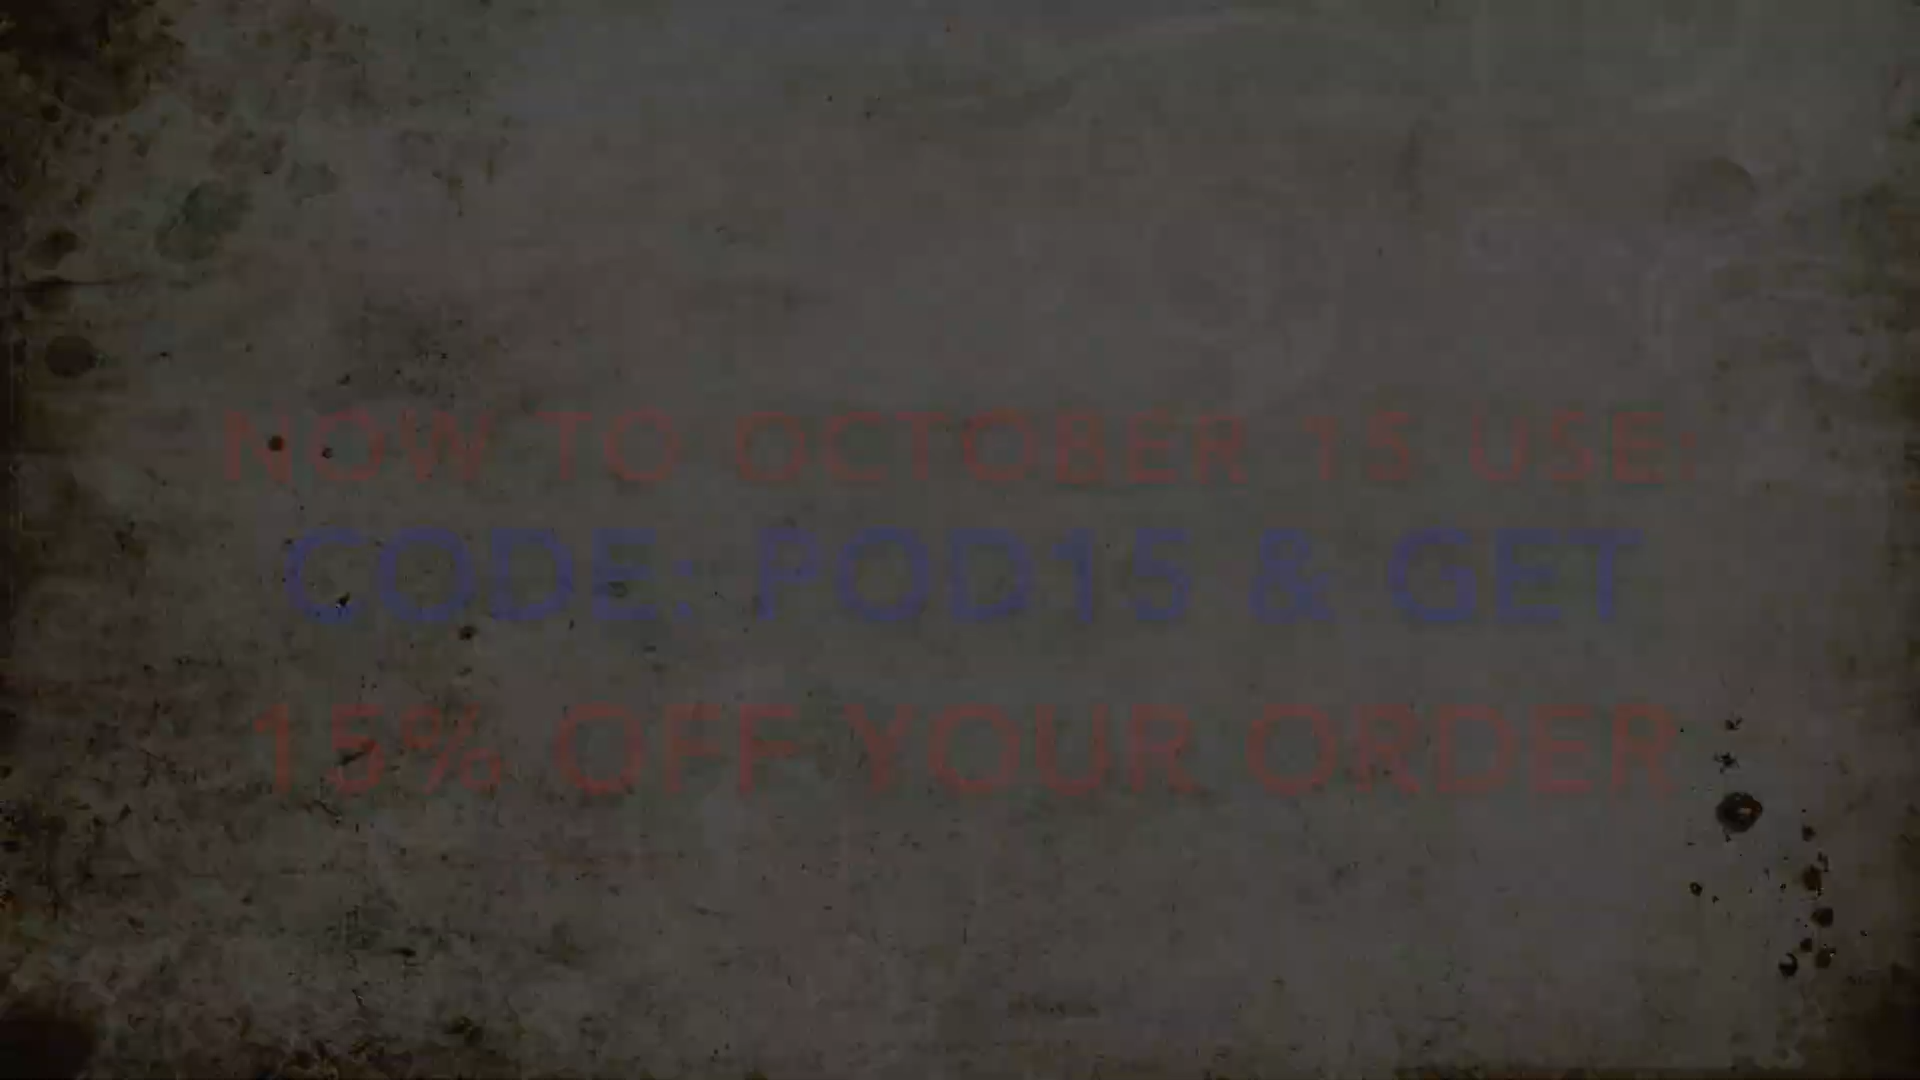 NOW TO OCTOBER 15 USE:
CODE: POD15 & GET
15% OFF YOUR ORDER